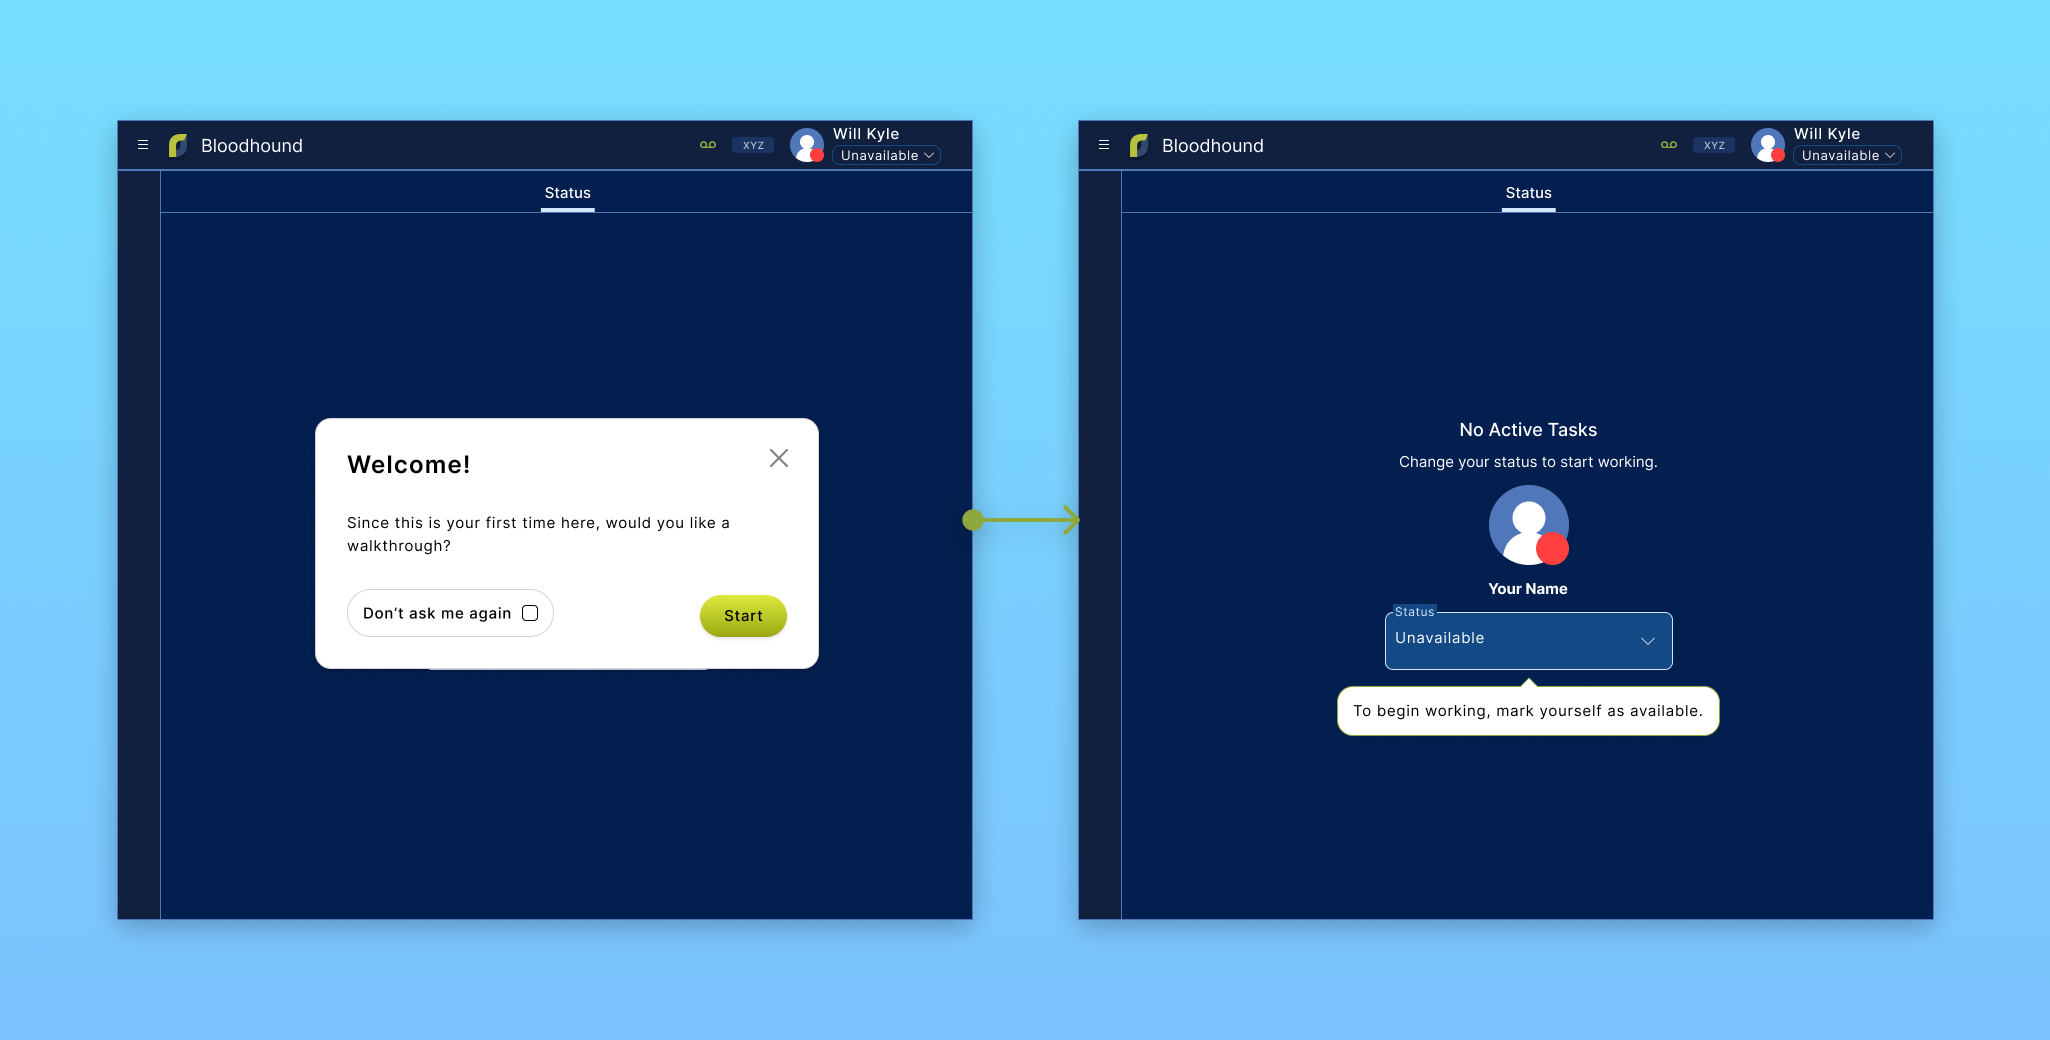 Bloodhound
XYZ
Will Kyle
Unavailable
Status
Welcome!
Since this is your first time here, would you like a
walkthrough?
Don’t ask me again
Start
Bloodhound
XYZ
Will Kyle
Unavailable
Status
No Active Tasks
Change your status to start working.
Your Name
Status
Unavailable
To begin working, mark yourself as available.